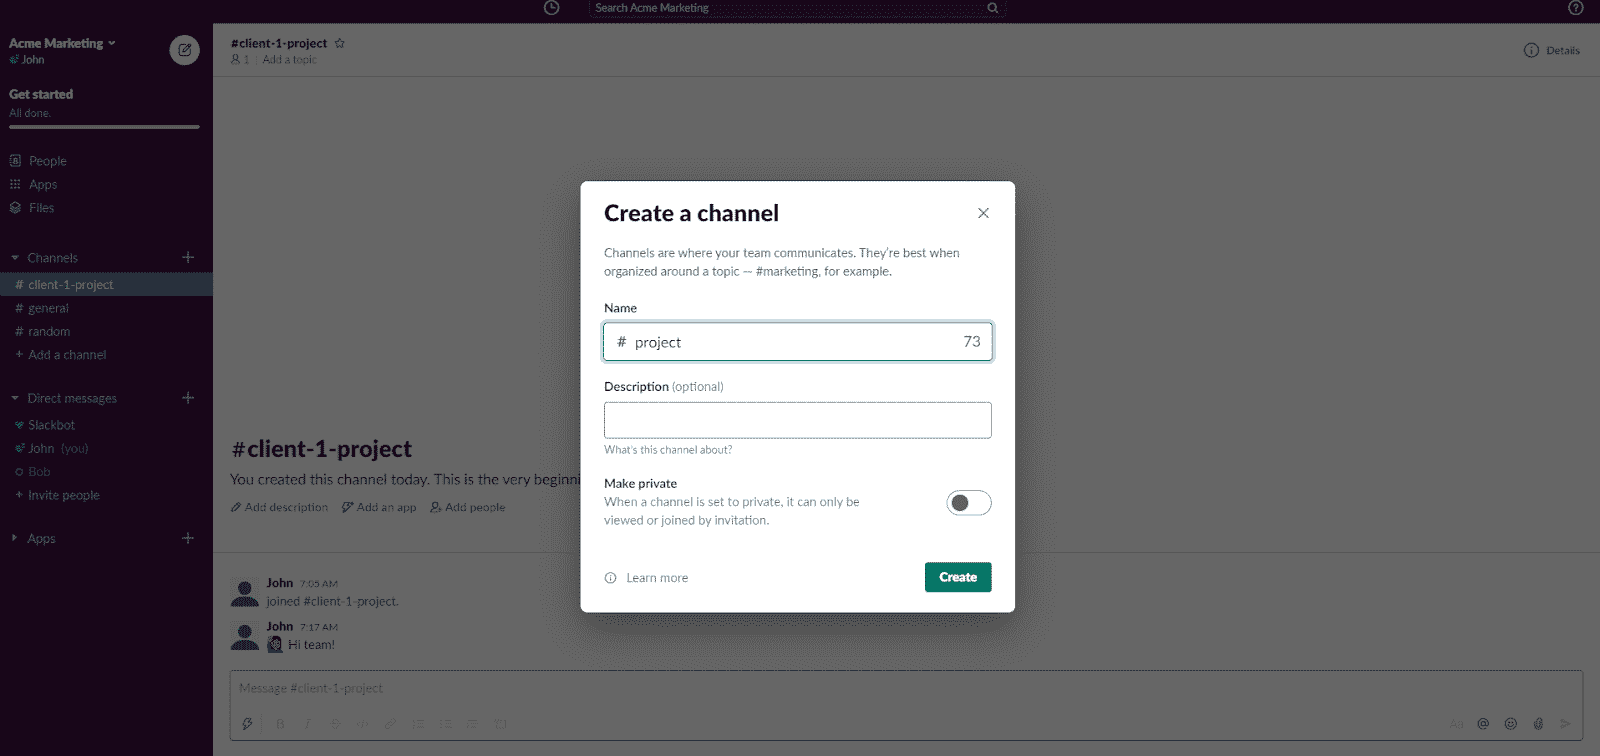 Search Acme Marketing
Acme Marketing
John
Get started
All done.
People
Apps
Files
Channels
# client-1-project
# general
# random
+ Add a channel
Direct messages
Slackbot
John (you)
Bob
+ Invite people
Apps
#client-1-project
1 | Add a topic
Details
#client-1-project
You created this channel today. This is the very beginni
Add description
Add an app
Add people
John 7:05 AM
joined #client-1-project.
John 7:17 AM
Hi team!
Message #client-1-project
B I S </>
Aa @
Create a channel
Channels are where your team communicates. They're best when
organized around a topic — #marketing, for example.
Name
# project 73
Description (optional)
What's this channel about?
Make private
When a channel is set to private, it can only be
viewed or joined by invitation.
Learn more
Create